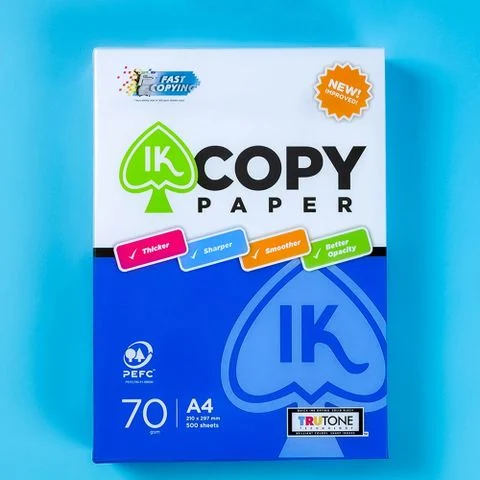 FAST
COPYING
NEW!
IMPROVED!
IK COPY
PAPER
Thicker
Sharper
Smoother
Better
Opacity
IK
PEFC
70
gsm
A4
210 x 297 mm
500 sheets
TRUTONE
TECHNOLOGY